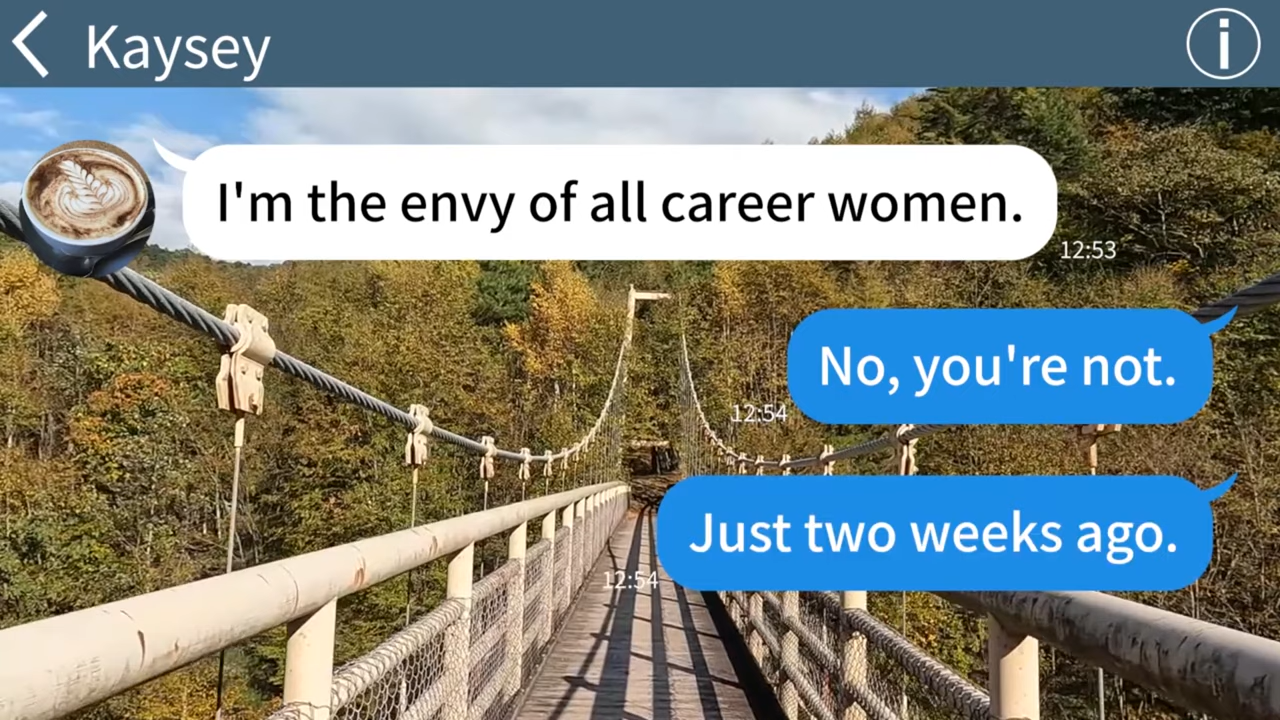 Kaysey
I'm the envy of all career women.
12:53
No, you're not.
12:54
Just two weeks ago.
12:54